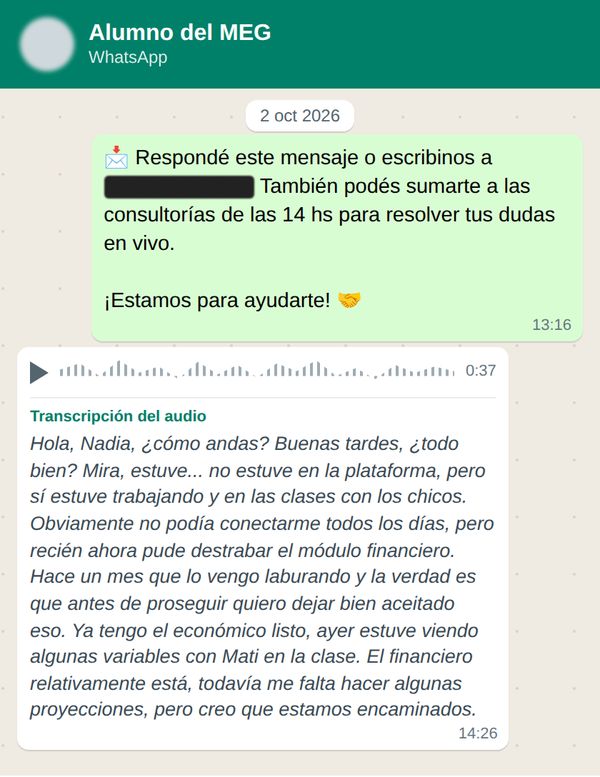 Alumno del MEG
WhatsApp
2 oct 2026
📩 Respondé este mensaje o escribinos a
También podés sumarte a las
consultorías de las 14 hs para resolver tus dudas
en vivo.
¡Estamos para ayudarte! 🤝
13:16
0:37
Transcripción del audio
Hola, Nadia, ¿cómo andas? Buenas tardes, ¿todo
bien? Mira, estuve... no estuve en la plataforma, pero
sí estuve trabajando y en las clases con los chicos.
Obviamente no podía conectarme todos los días, pero
recién ahora pude destrabar el módulo financiero.
Hace un mes que lo vengo laburando y la verdad es
que antes de proseguir quiero dejar bien aceitado
eso. Ya tengo el económico listo, ayer estuve viendo
algunas variables con Mati en la clase. El financiero
relativamente está, todavía me falta hacer algunas
proyecciones, pero creo que estamos encaminados.
14:26